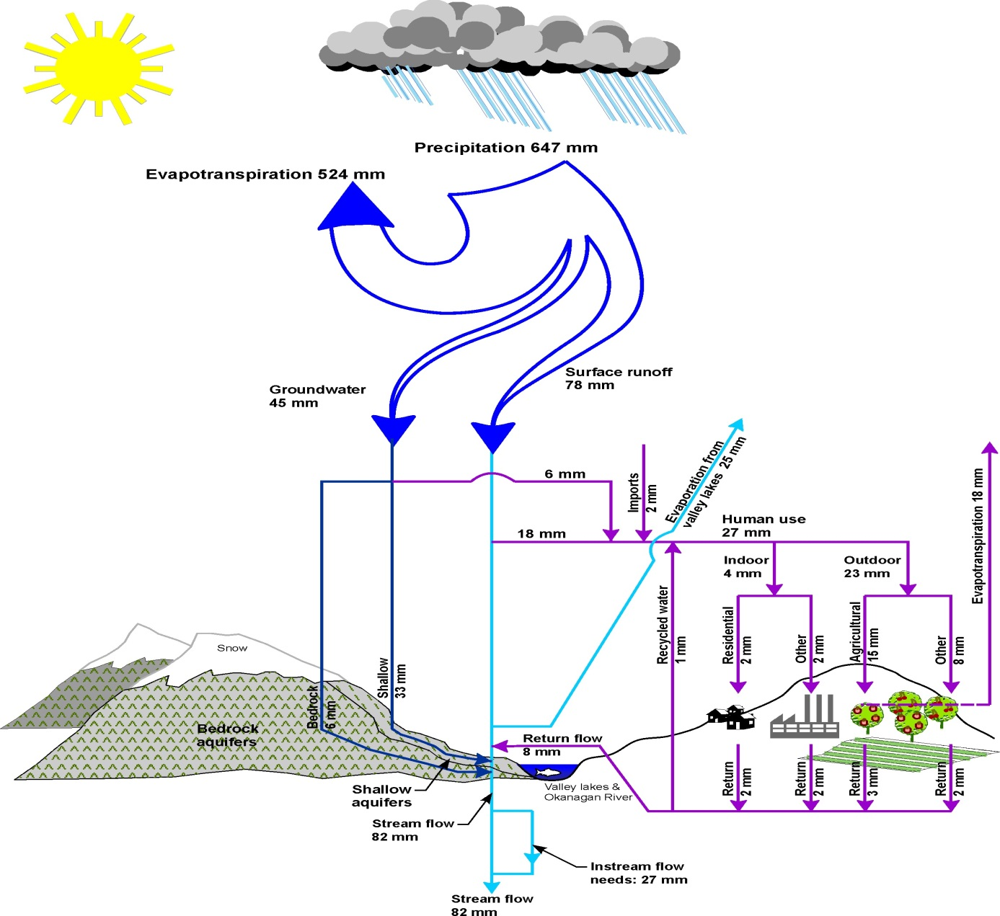 Precipitation 647 mm
Evapotranspiration 524 mm
Surface runoff
78 mm
Groundwater
45 mm
6 mm
Imports
2 mm
Evaporation from
valley lakes 25 mm
18 mm
Human use
27 mm
Evapotranspiration 18 mm
Indoor
4 mm
Outdoor
23 mm
Recycled water
1 mm
Residential
2 mm
Other
2 mm
Agricultural
15 mm
Other
8 mm
Snow
Shallow
33 mm
Bedrock
6 mm
Bedrock
aquifers
Return flow
8 mm
Return
2 mm
Return
2 mm
Return
3 mm
Return
2 mm
Shallow
aquifers
Valley lakes &
Okanagan River
Stream flow
82 mm
Instream flow
needs: 27 mm
Stream flow
82 mm